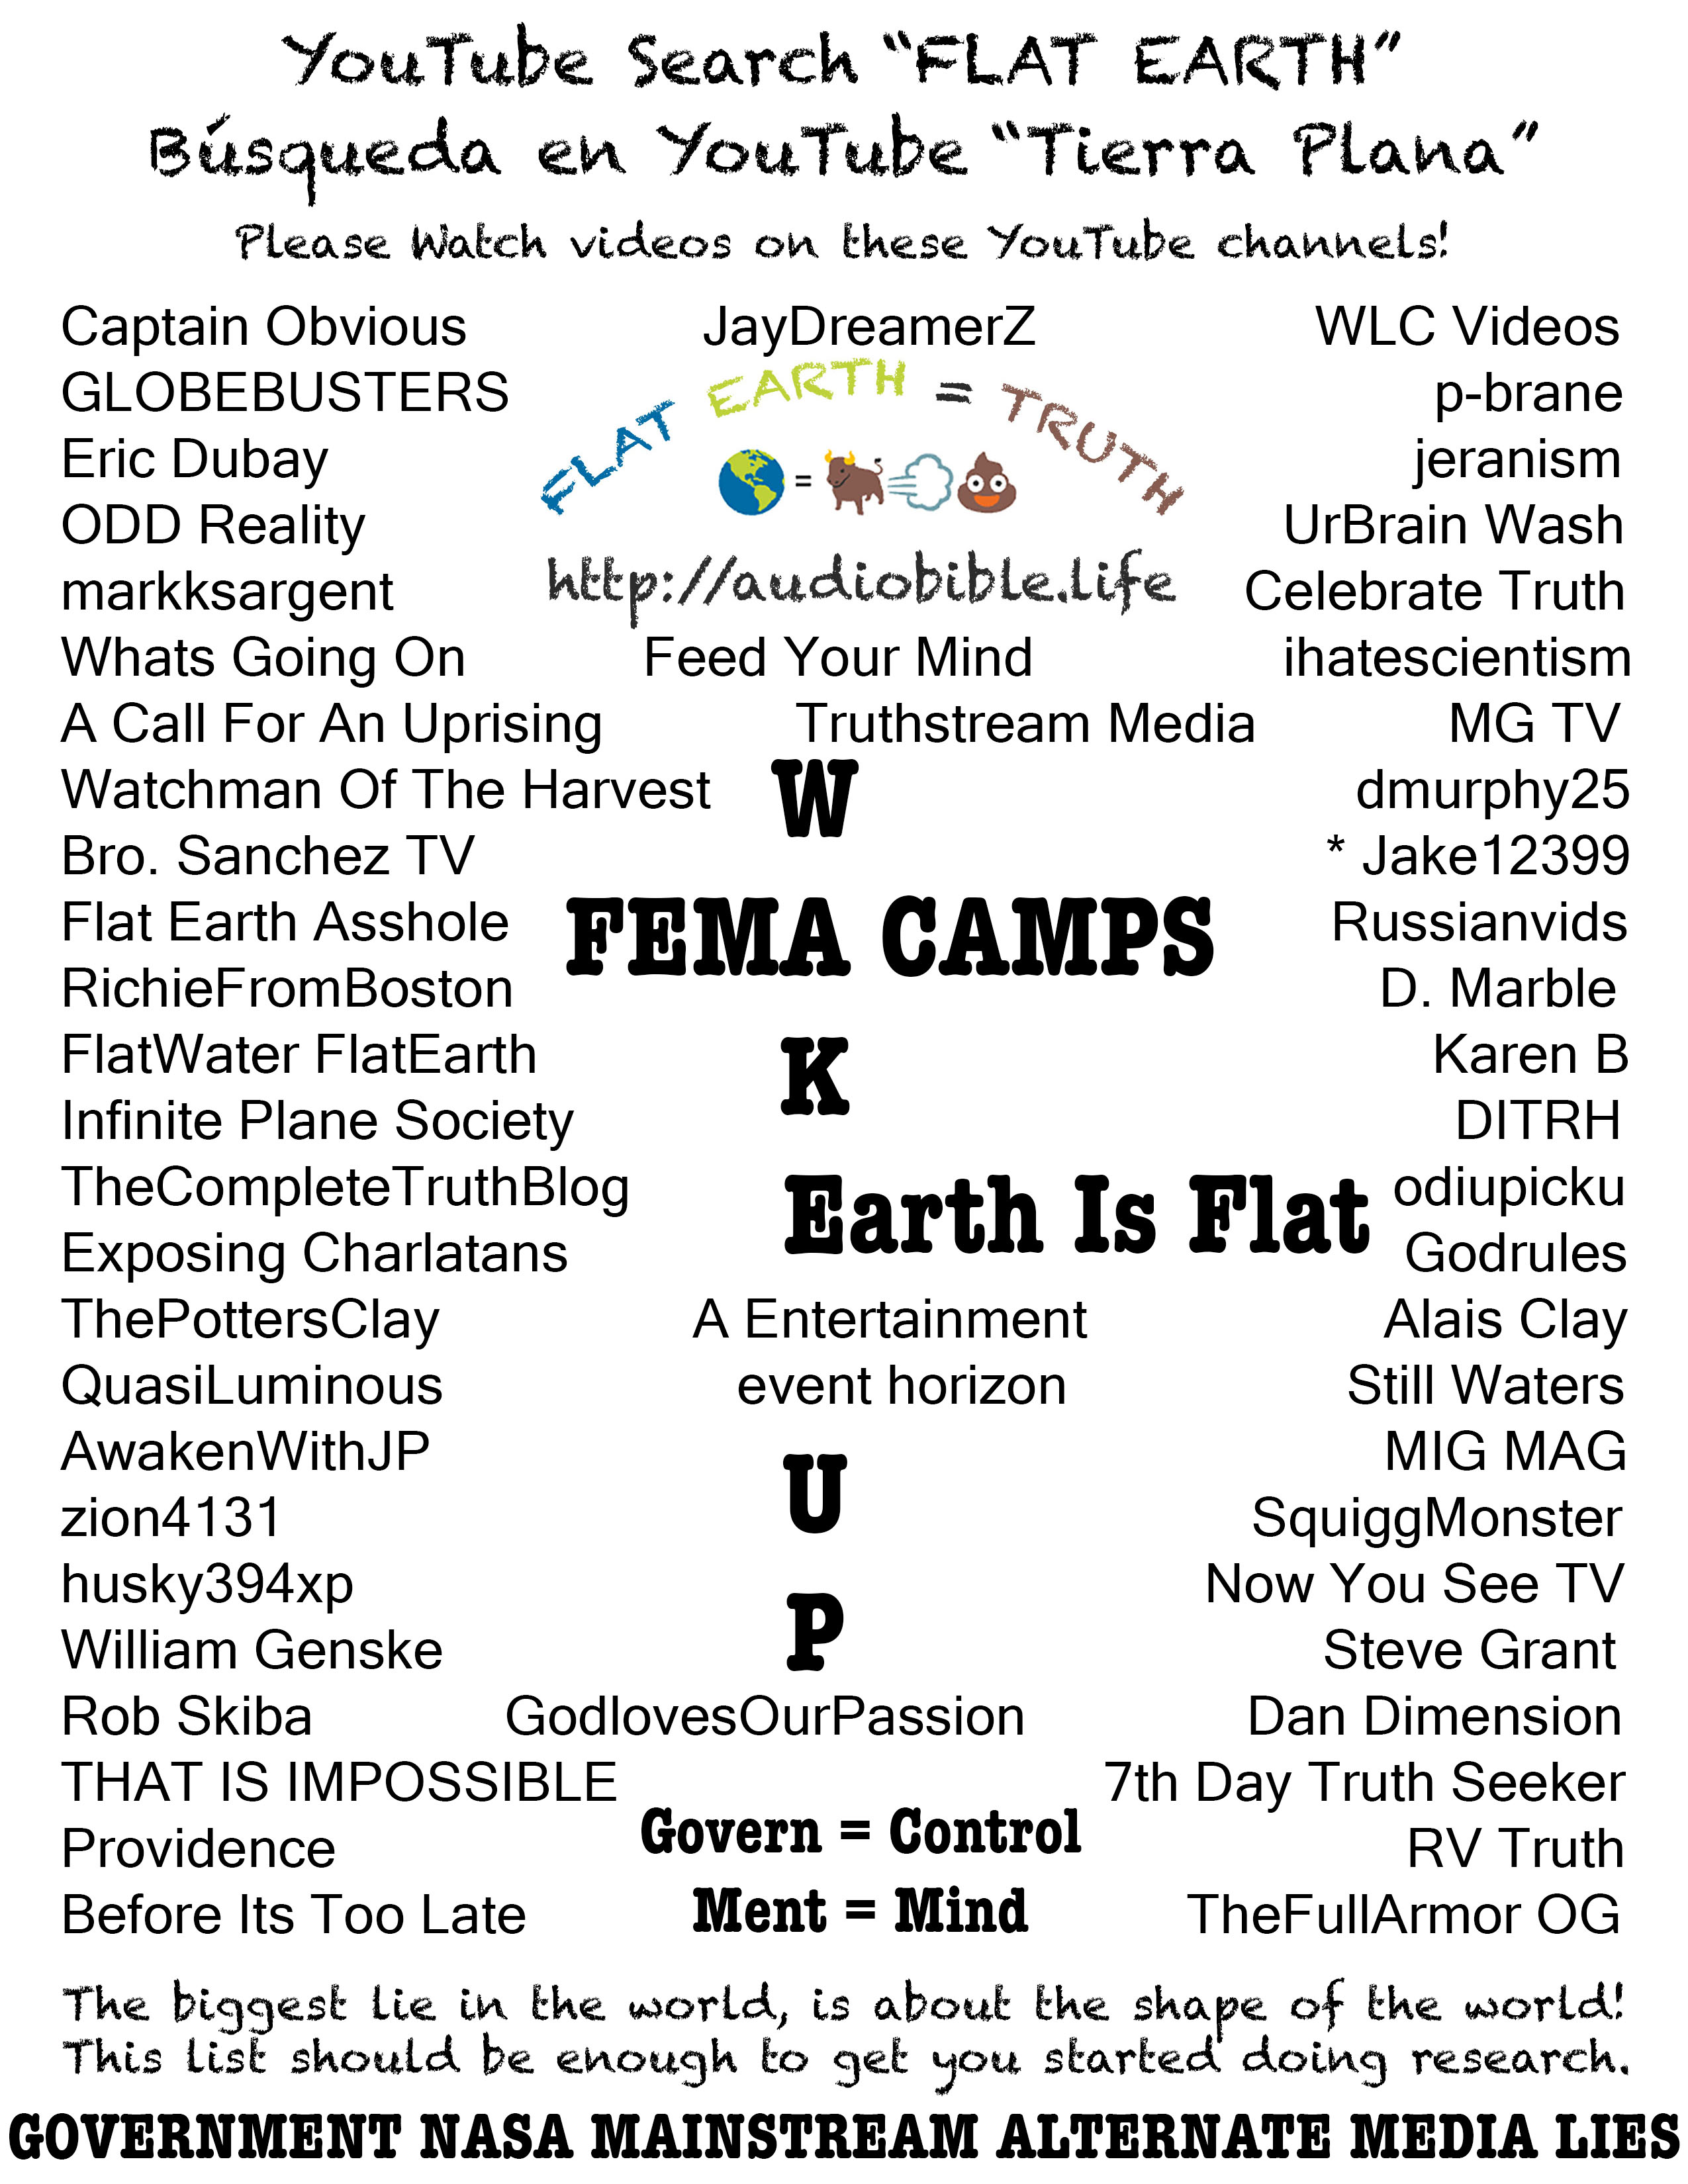 YouTube Search “FLAT EARTH”
Búsqueda en YouTube “Tierra Plana”
Please Watch videos on these YouTube channels!
Captain Obvious JayDreamerZ WLC Videos
GLOBEBUSTERS FLAT EARTH = TRUTH p-brane
Eric Dubay = jeranism
ODD Reality UrBrain Wash
markksargent http://audiobible.life Celebrate Truth
Whats Going On Feed Your Mind ihatescientism
A Call For An Uprising Truthstream Media MG TV
Watchman Of The Harvest W dmurphy25
Bro. Sanchez TV * Jake12399
Flat Earth Asshole FEMA CAMPS Russianvids
RichieFromBoston D. Marble
FlatWater FlatEarth K Karen B
Infinite Plane Society DITRH
TheCompleteTruthBlog Earth Is Flat odiupicku
Exposing Charlatans Godrules
ThePottersClay A Entertainment Alais Clay
QuasiLuminous event horizon Still Waters
AwakenWithJP U MIG MAG
zion4131 SquiggMonster
husky394xp Now You See TV
William Genske P Steve Grant
Rob Skiba GodlovesOurPassion Dan Dimension
THAT IS IMPOSSIBLE 7th Day Truth Seeker
Providence Govern = Control RV Truth
Before Its Too Late Ment = Mind TheFullArmor OG
The biggest lie in the world, is about the shape of the world!
This list should be enough to get you started doing research.
GOVERNMENT NASA MAINSTREAM ALTERNATE MEDIA LIES